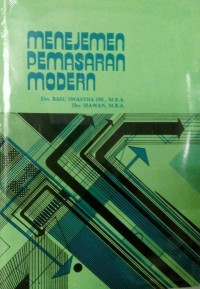 MENEJEMEN
PEMASARAN
MODERN
Drs. BASU SWASTHA DH., M.B.A.
Drs. IRAWAN, M.B.A.